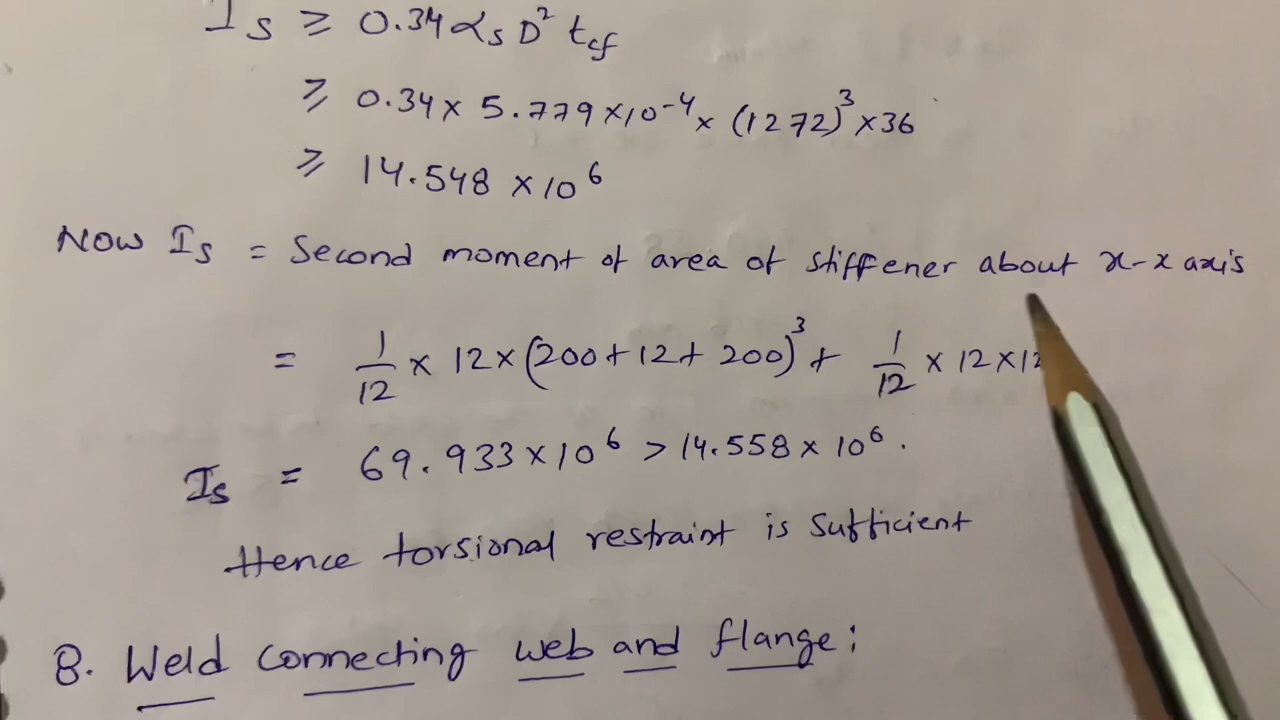 Is ≥ 0.34 αs D² tcf
≥ 0.34 × 5.779 × 10⁻⁴ × (1272)³ × 36
≥ 14.548 × 10⁶
Now Is = Second moment of area of stiffener about x-x axis
= 1/12 × 12 × (200 + 12 + 200)³ + 1/12 × 12 × 12
Is = 69.933 × 10⁶ > 14.558 × 10⁶.
Hence torsional restraint is sufficient
8. Weld connecting web and flange: